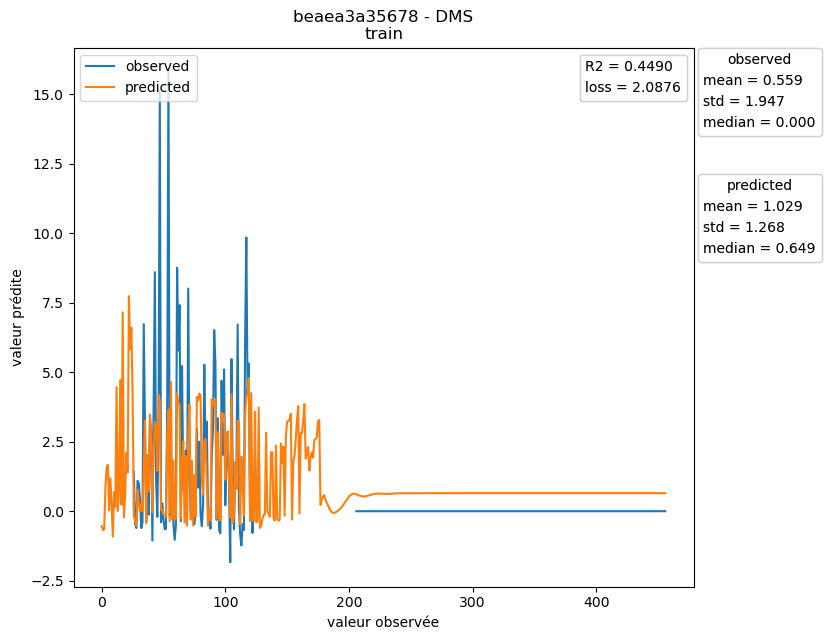 beaea3a35678 - DMS
train
observed
predicted
R2 = 0.4490
loss = 2.0876
observed
mean = 0.559
std = 1.947
median = 0.000
predicted
mean = 1.029
std = 1.268
median = 0.649
15.0
12.5
10.0
7.5
5.0
2.5
0.0
−2.5
valeur prédite
0
100
200
300
400
valeur observée